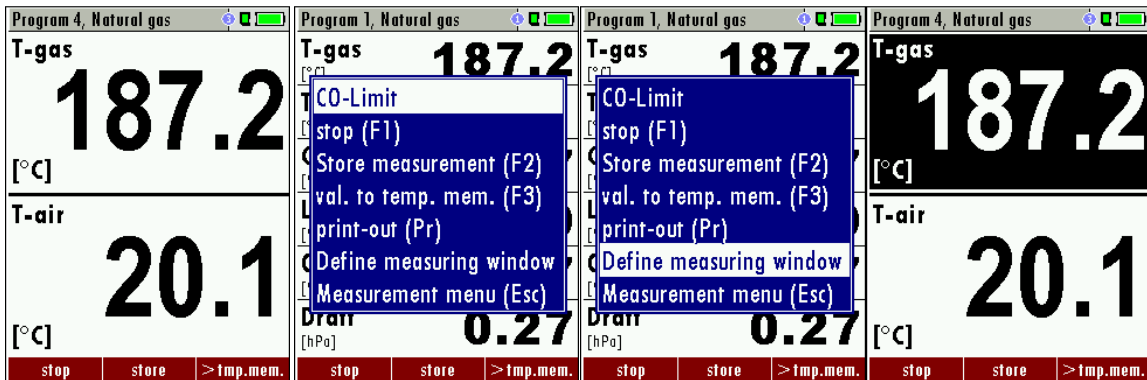 Program 4, Natural gas 3
T-gas
187.2
[°C]
T-air
20.1
[°C]
stop store >tmp.mem.
Program 1, Natural gas 1
T-gas
187.2
[°C]
CO-Limit
stop (F1)
Store measurement (F2)
val. to temp. mem. (F3)
print-out (Pr)
Define measuring window
Measurement menu (Esc)
Draft
0.27
[hPa]
stop store >tmp.mem.
Program 1, Natural gas 1
T-gas
187.2
[°C]
CO-Limit
stop (F1)
Store measurement (F2)
val. to temp. mem. (F3)
print-out (Pr)
Define measuring window
Measurement menu (Esc)
Draft
0.27
[hPa]
stop store >tmp.mem.
Program 4, Natural gas 3
T-gas
187.2
[°C]
T-air
20.1
[°C]
stop store >tmp.mem.